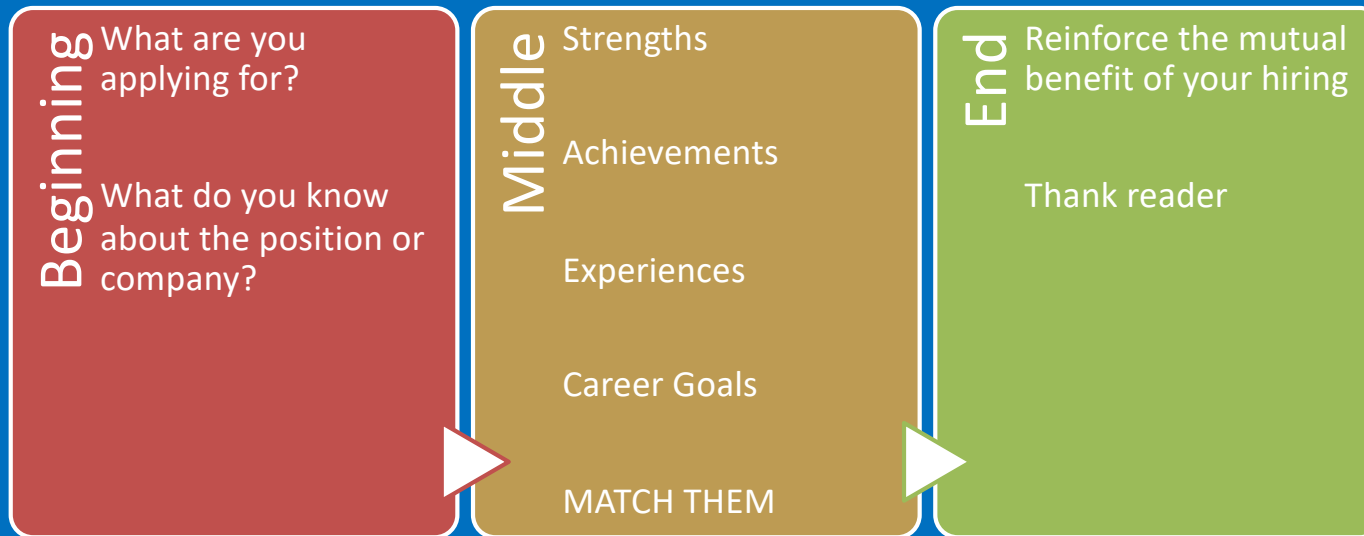 Beginning
What are you
applying for?
What do you know
about the position or
company?
Middle
Strengths
Achievements
Experiences
Career Goals
MATCH THEM
End
Reinforce the mutual
benefit of your hiring
Thank reader